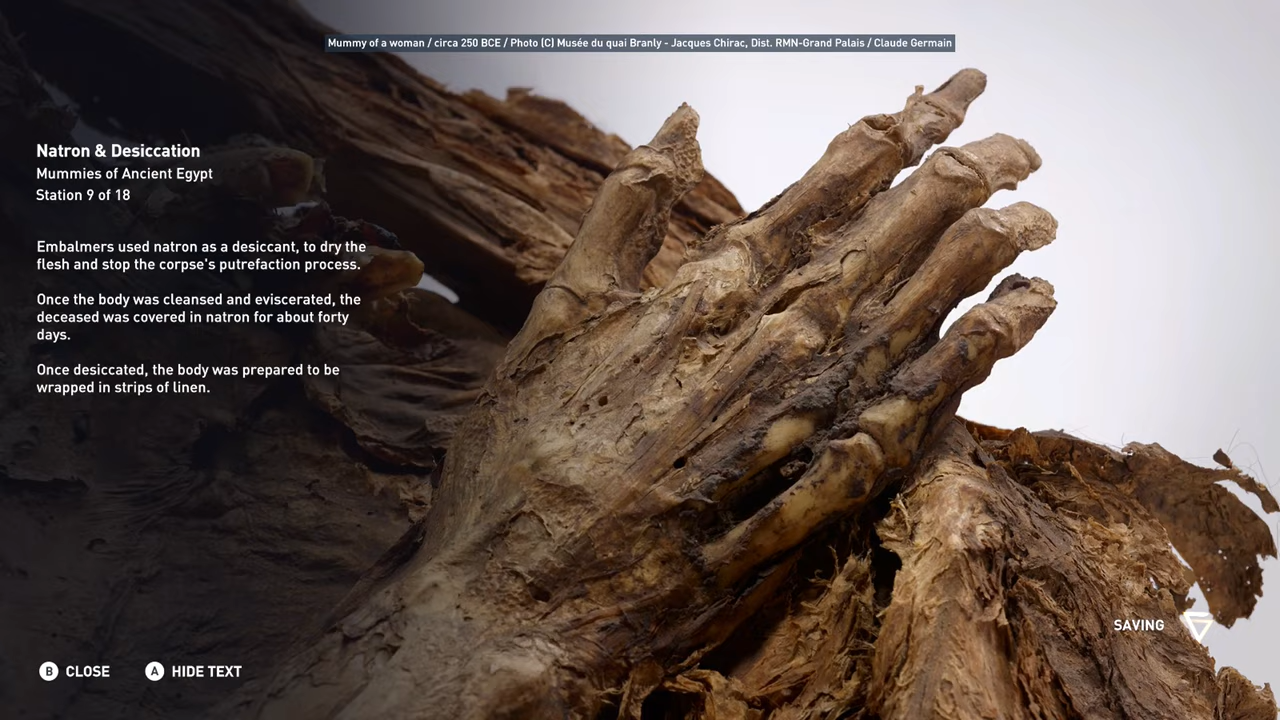 Mummy of a woman / circa 250 BCE / Photo (C) Musée du quai Branly - Jacques Chirac, Dist. RMN-Grand Palais / Claude Germain
Natron & Desiccation
Mummies of Ancient Egypt
Station 9 of 18
Embalmers used natron as a desiccant, to dry the
flesh and stop the corpse's putrefaction process.
Once the body was cleansed and eviscerated, the
deceased was covered in natron for about forty
days.
Once desiccated, the body was prepared to be
wrapped in strips of linen.
SAVING
B CLOSE A HIDE TEXT